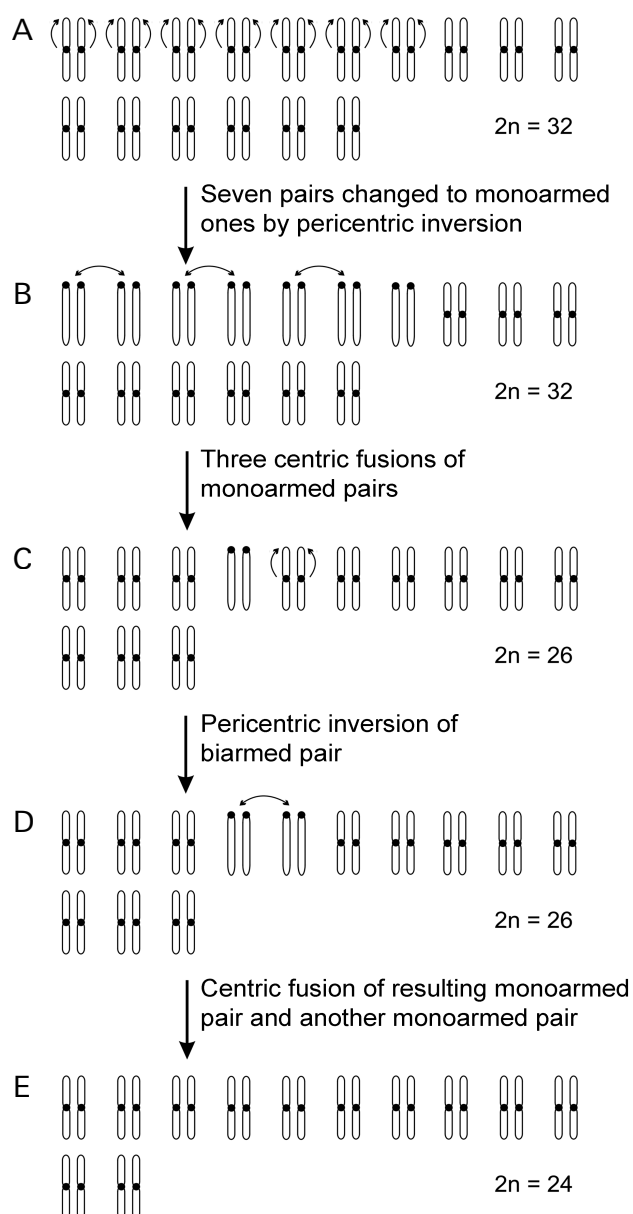 A
2n = 32
Seven pairs changed to monoarmed
ones by pericentric inversion
B
2n = 32
Three centric fusions of
monoarmed pairs
C
2n = 26
Pericentric inversion of
biarmed pair
D
2n = 26
Centric fusion of resulting monoarmed
pair and another monoarmed pair
E
2n = 24